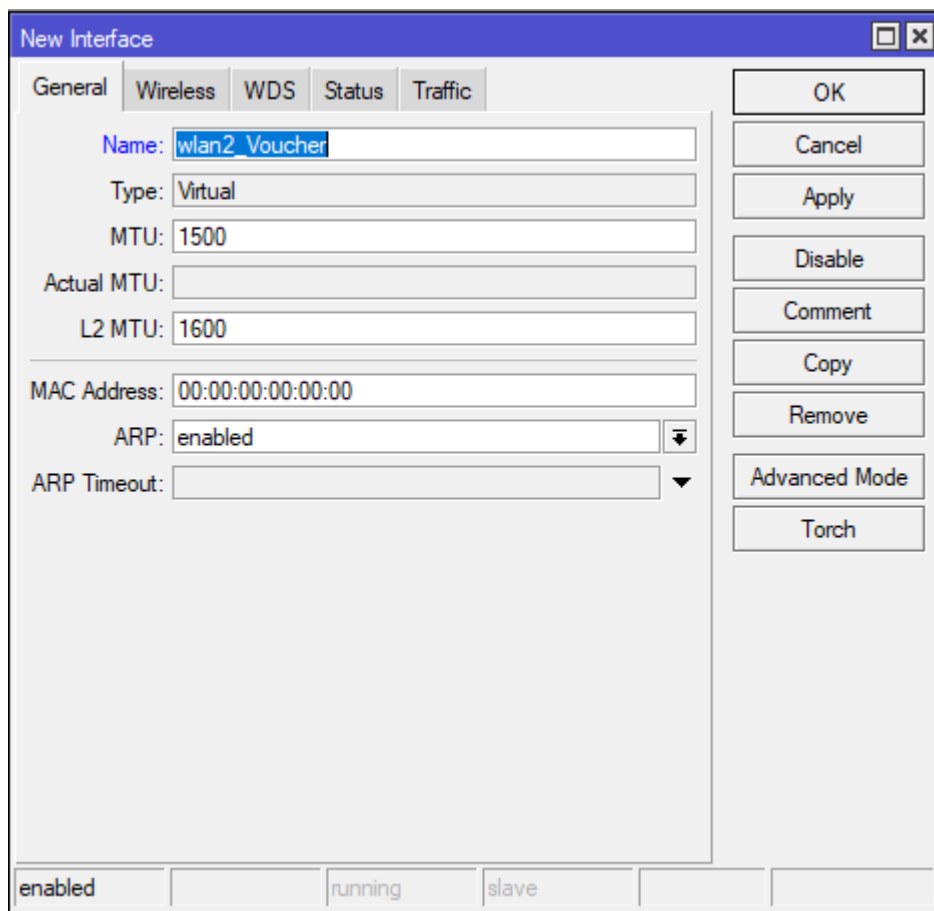 New Interface
General Wireless WDS Status Traffic
Name: wlan2_Voucher
Type: Virtual
MTU: 1500
Actual MTU:
L2 MTU: 1600
MAC Address: 00:00:00:00:00:00
ARP: enabled
ARP Timeout:
OK
Cancel
Apply
Disable
Comment
Copy
Remove
Advanced Mode
Torch
enabled running slave